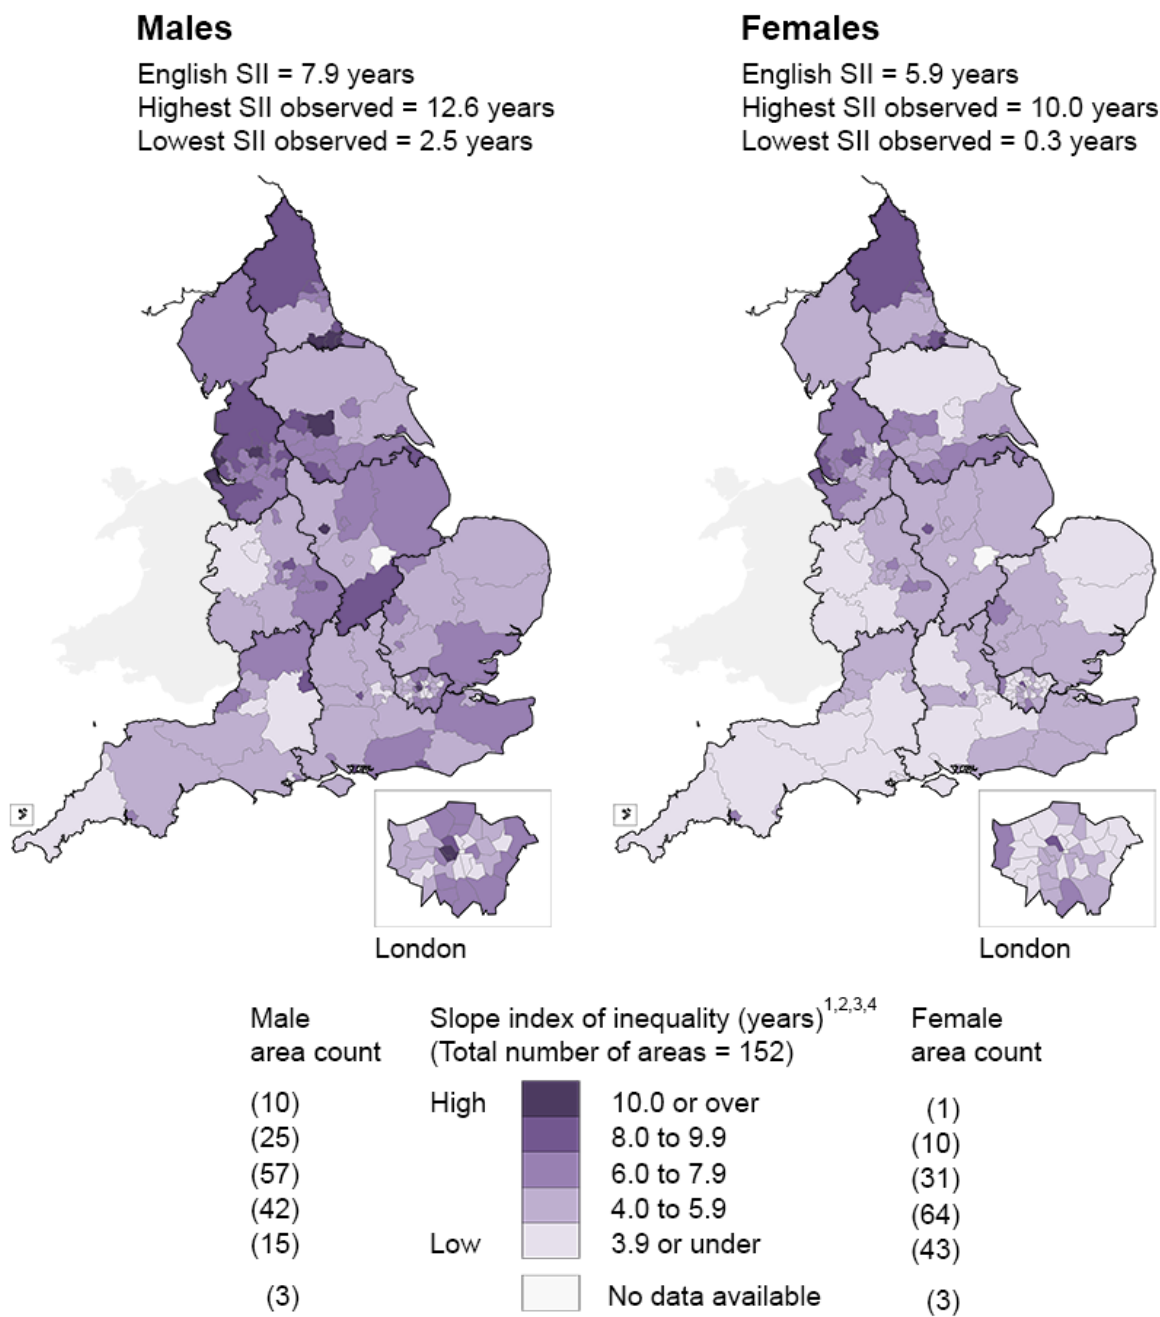 Males
English SII = 7.9 years
Highest SII observed = 12.6 years
Lowest SII observed = 2.5 years
Females
English SII = 5.9 years
Highest SII observed = 10.0 years
Lowest SII observed = 0.3 years
London
London
Male
area count
(10)
(25)
(57)
(42)
(15)
(3)
Slope index of inequality (years)1,2,3,4
(Total number of areas = 152)
High
10.0 or over
8.0 to 9.9
6.0 to 7.9
4.0 to 5.9
Low
3.9 or under
No data available
Female
area count
(1)
(10)
(31)
(64)
(43)
(3)